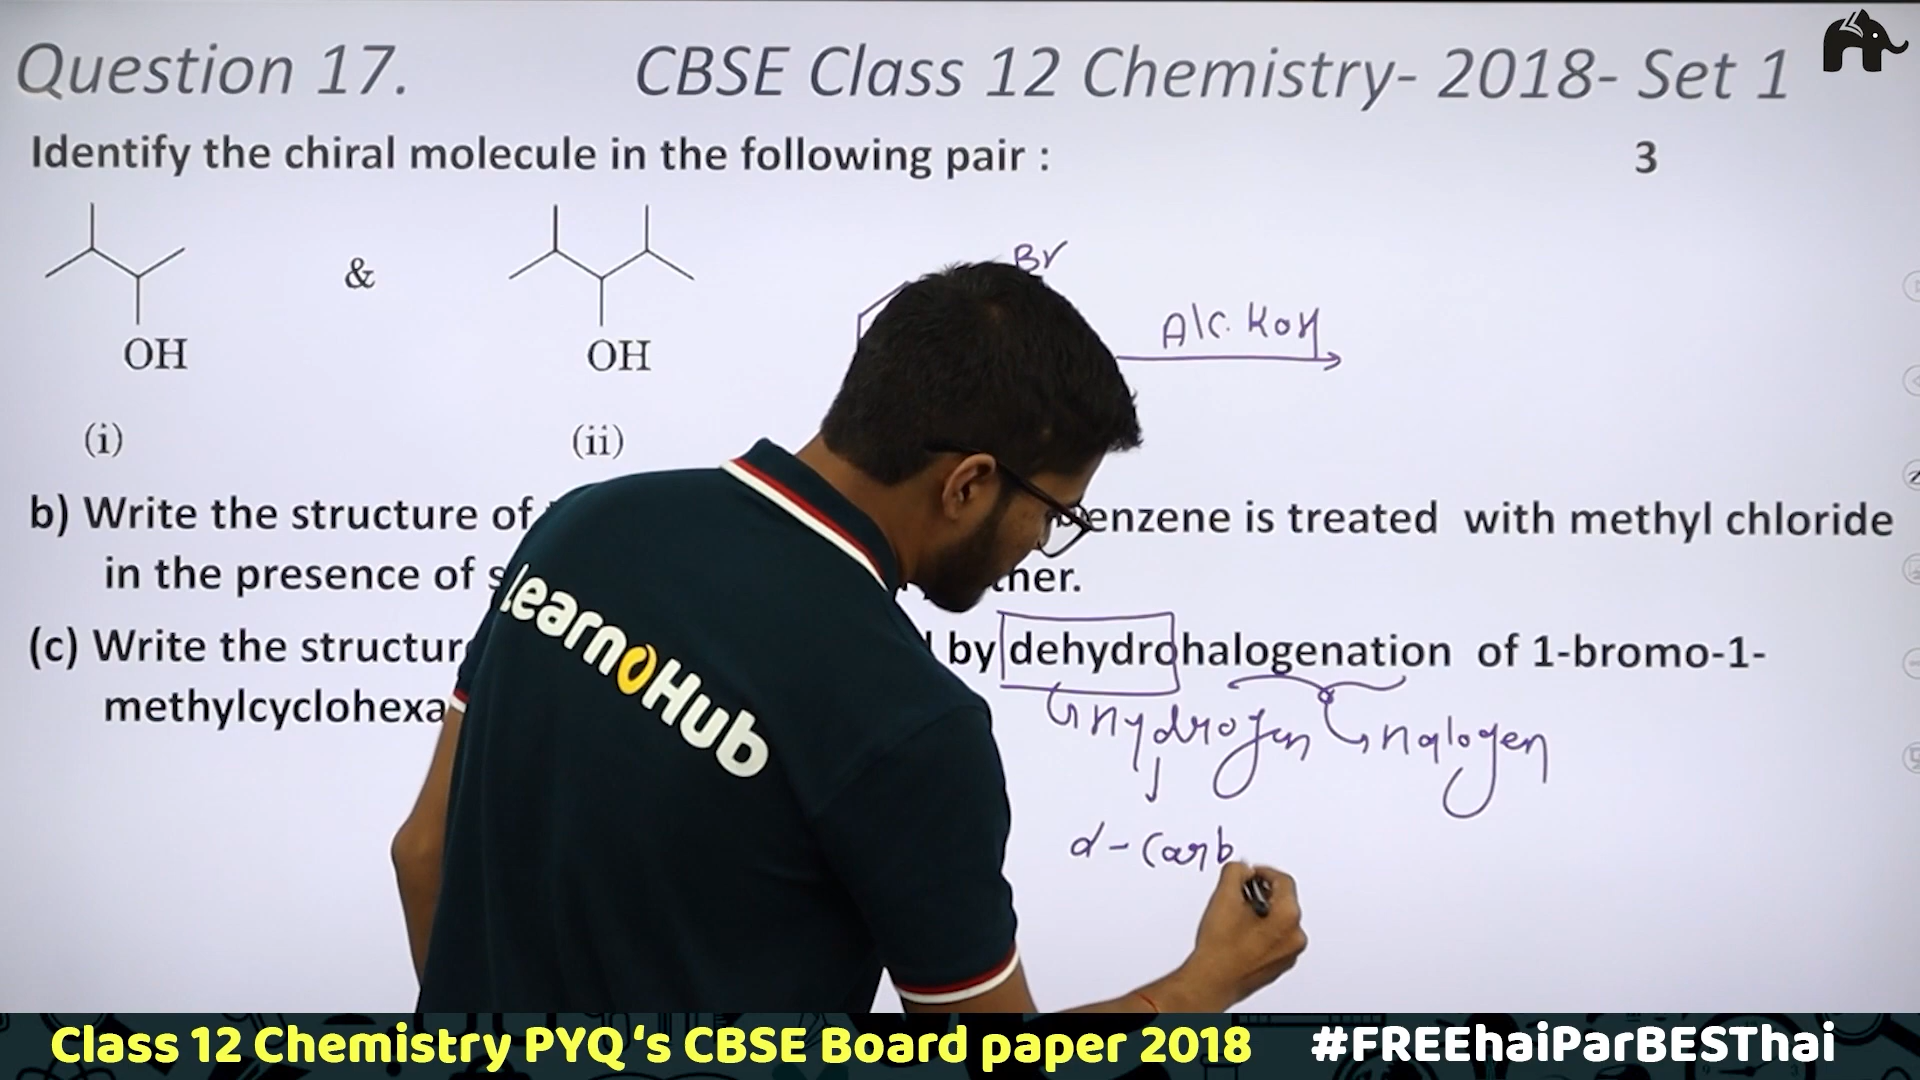 Question 17. CBSE Class 12 Chemistry- 2018- Set 1
Identify the chiral molecule in the following pair : 3
Br
&
Alc. KOH
OH OH
(i) (ii)
b) Write the structure of enzene is treated with methyl chloride
in the presence of s her.
(c) Write the structur by dehydrohalogenation of 1-bromo-1-
methylcyclohexa
hydrogen halogen
α-Carb
LearnoHub
Class 12 Chemistry PYQ‘s CBSE Board paper 2018 #FREEhaiParBESThai